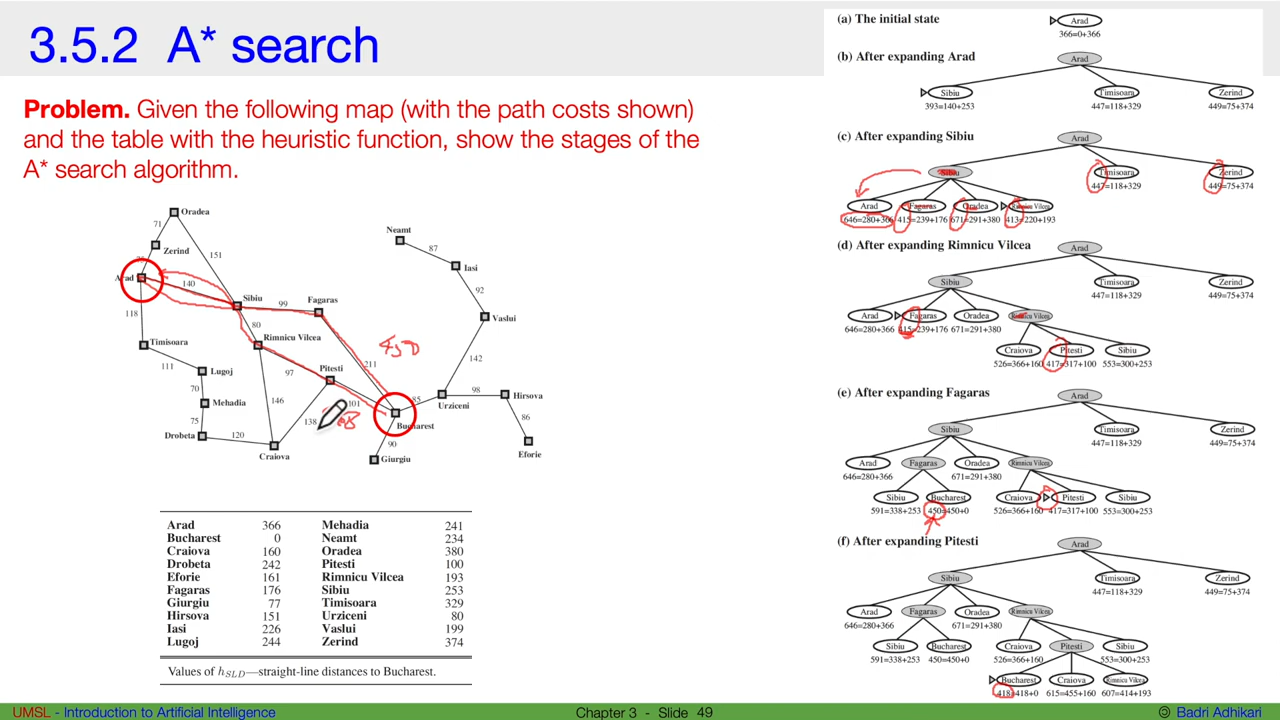 3.5.2 A* search
Problem. Given the following map (with the path costs shown)
and the table with the heuristic function, show the stages of the
A* search algorithm.
Oradea
71
Neamt
87
Zerind
151
Iasi
Arad
140
92
Sibiu
99
Fagaras
118
80
Vaslui
Rimnicu Vilcea
450
Timisoara
142
111
Lugoj
97
Pitesti
211
70
98
Hirsova
146
101
85
Mehadia
Urziceni
75
138
86
Bucharest
Drobeta
120
90
Craiova
Giurgiu
Eforie
Arad 366 Mehadia 241
Bucharest 0 Neamt 234
Craiova 160 Oradea 380
Drobeta 242 Pitesti 100
Eforie 161 Rimnicu Vilcea 193
Fagaras 176 Sibiu 253
Giurgiu 77 Timisoara 329
Hirsova 151 Urziceni 80
Iasi 226 Vaslui 199
Lugoj 244 Zerind 374
Values of hSLD—straight-line distances to Bucharest.
(a) The initial state
Arad
366=0+366
(b) After expanding Arad
Arad
Sibiu Timisoara Zerind
393=140+253 447=118+329 449=75+374
(c) After expanding Sibiu
Arad
Sibiu Timisoara Zerind
447=118+329 449=75+374
Arad Fagaras Oradea Rimnicu Vilcea
646=280+366 415=239+176 671=291+380 413=220+193
(d) After expanding Rimnicu Vilcea
Arad
Sibiu Timisoara Zerind
447=118+329 449=75+374
Arad Fagaras Oradea Rimnicu Vilcea
646=280+366 415=239+176 671=291+380
Craiova Pitesti Sibiu
526=366+160 417=317+100 553=300+253
(e) After expanding Fagaras
Arad
Sibiu Timisoara Zerind
447=118+329 449=75+374
Arad Fagaras Oradea Rimnicu Vilcea
646=280+366 671=291+380
Sibiu Bucharest Craiova Pitesti Sibiu
591=338+253 450=450+0 526=366+160 417=317+100 553=300+253
(f) After expanding Pitesti
Arad
Sibiu Timisoara Zerind
447=118+329 449=75+374
Arad Fagaras Oradea Rimnicu Vilcea
646=280+366 671=291+380
Sibiu Bucharest Craiova Pitesti Sibiu
591=338+253 450=450+0 526=366+160 553=300+253
Bucharest Craiova Rimnicu Vilcea
418=418+0 615=455+160 607=414+193
UMSL - Introduction to Artificial Intelligence
Chapter 3 - Slide 49
© Badri Adhikari